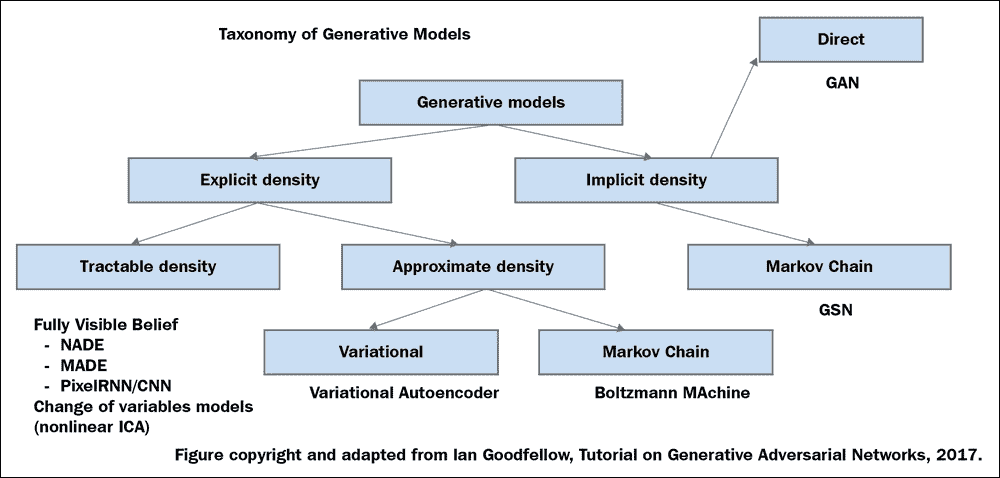 Taxonomy of Generative Models
Direct
GAN
Generative models
Explicit density
Implicit density
Tractable density
Approximate density
Markov Chain
GSN
Fully Visible Belief
- NADE
- MADE
- PixelRNN/CNN
Change of variables models
(nonlinear ICA)
Variational
Variational Autoencoder
Markov Chain
Boltzmann MAchine
Figure copyright and adapted from Ian Goodfellow, Tutorial on Generative Adversarial Networks, 2017.